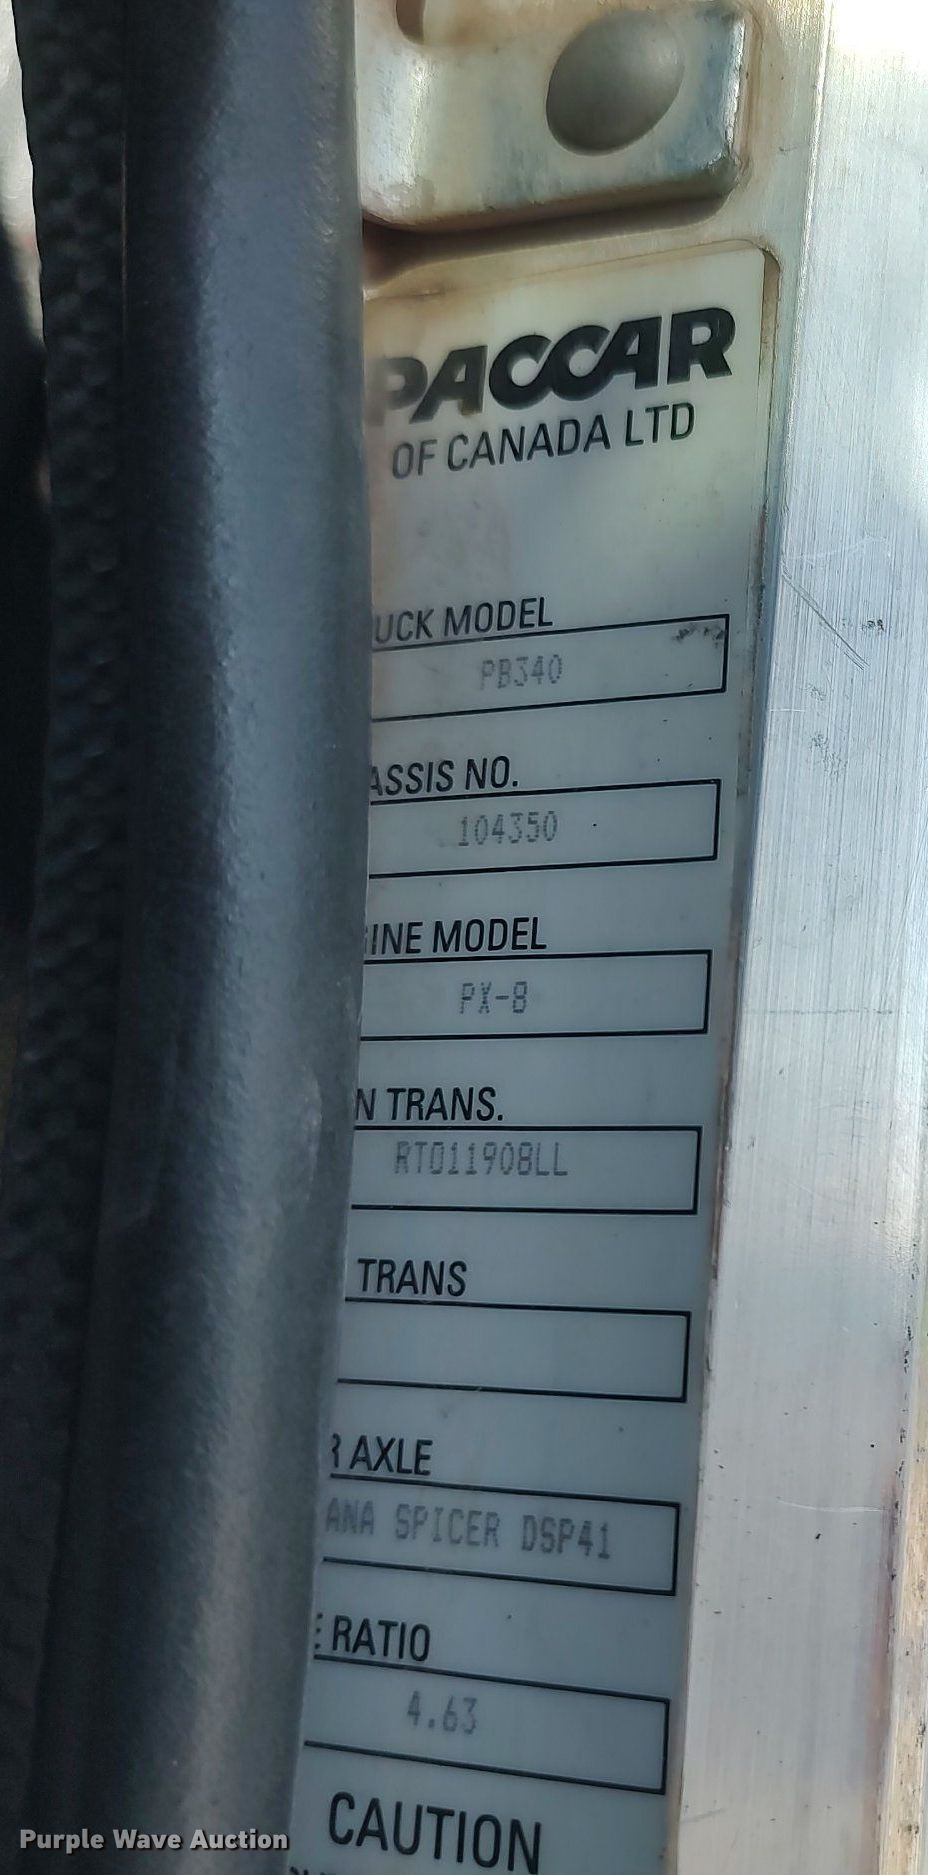 PACCAR
OF CANADA LTD
UCK MODEL
PB340
ASSIS NO.
104350
INE MODEL
PX-8
N TRANS.
RTO11908LL
TRANS
R AXLE
ANA SPICER DSP41
E RATIO
4.63
CAUTION
Purple Wave Auction